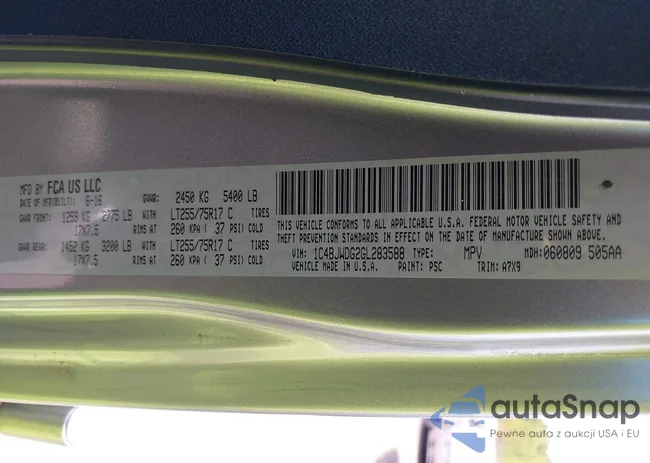 MFD BY FCA US LLC
DATE OF MFR/BUILT: 6-16 GVWR: 2450 KG 5400 LB
GAWR FRONT: 1259 KG 2775 LB WITH LT255/75R17 C TIRES
17X7.5 RIMS AT 260 KPA ( 37 PSI) COLD
GAWR REAR: 1452 KG 3200 LB WITH LT255/75R17 C TIRES
17X7.5 RIMS AT 260 KPA ( 37 PSI) COLD
THIS VEHICLE CONFORMS TO ALL APPLICABLE U.S.A. FEDERAL MOTOR VEHICLE SAFETY AND
THEFT PREVENTION STANDARDS IN EFFECT ON THE DATE OF MANUFACTURE SHOWN ABOVE.
VIN: 1C4BJWDG2GL283588 TYPE: MPV MDH: 060809 505AA
VEHICLE MADE IN U.S.A. PAINT: PSC TRIM: A7X9
autaSnap
Pewne auta z aukcji USA i EU